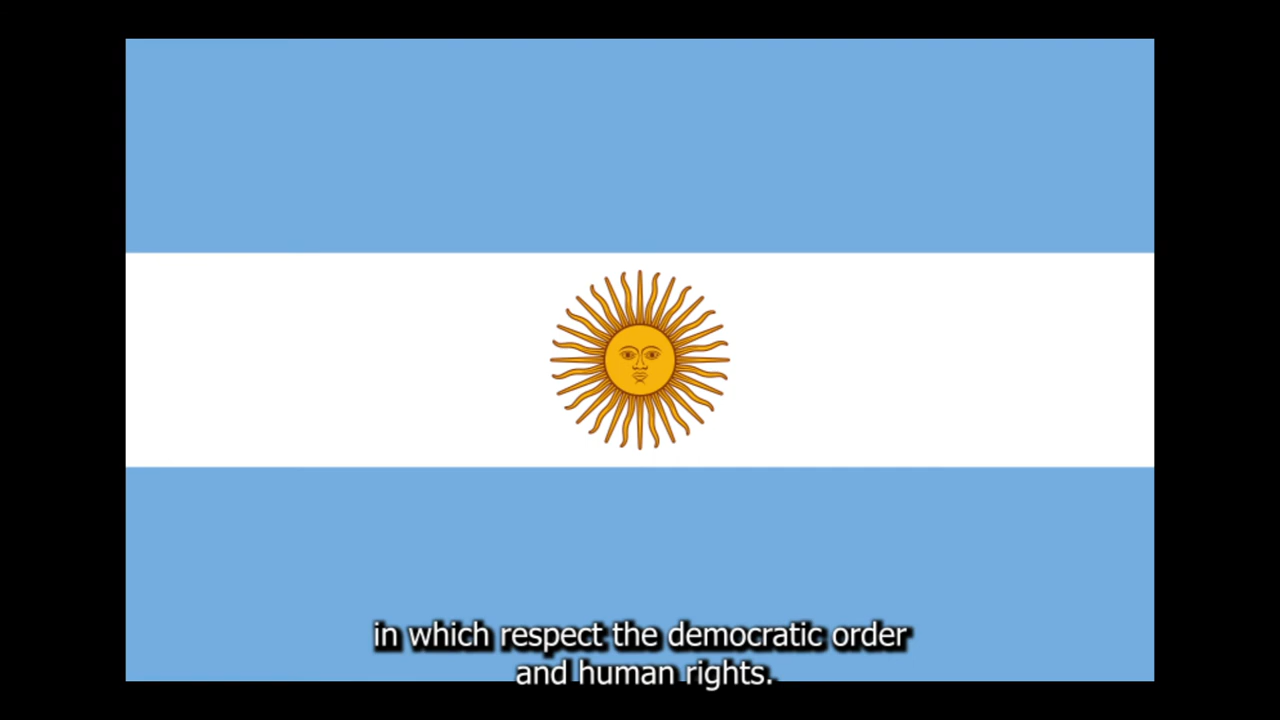 in which respect the democratic order
and human rights.